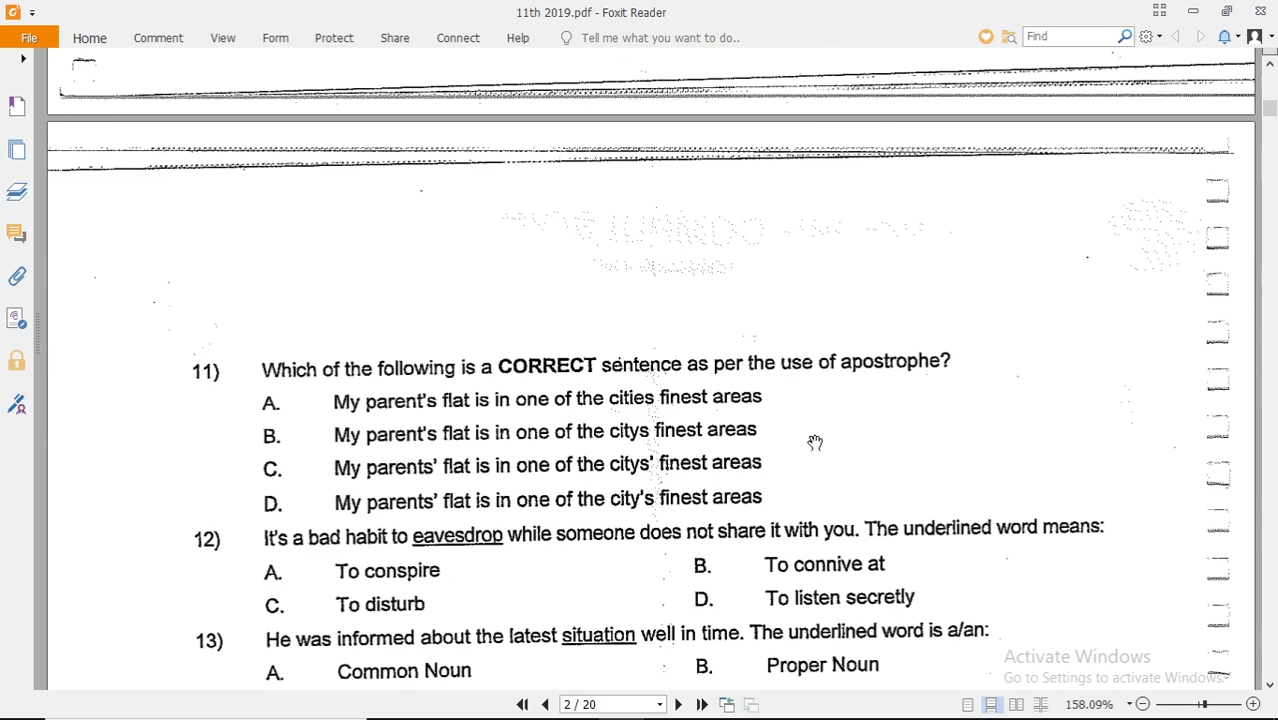 11th 2019.pdf - Foxit Reader
File Home Comment View Form Protect Share Connect Help Tell me what you want to do.. Find
11) Which of the following is a CORRECT sentence as per the use of apostrophe?
A. My parent's flat is in one of the cities finest areas
B. My parent's flat is in one of the citys finest areas
C. My parents' flat is in one of the citys' finest areas
D. My parents' flat is in one of the city's finest areas
12) It's a bad habit to eavesdrop while someone does not share it with you. The underlined word means:
A. To conspire B. To connive at
C. To disturb D. To listen secretly
13) He was informed about the latest situation well in time. The underlined word is a/an:
A. Common Noun B. Proper Noun
Activate Windows
Go to Settings to activate Windows.
2 / 20 158.09%